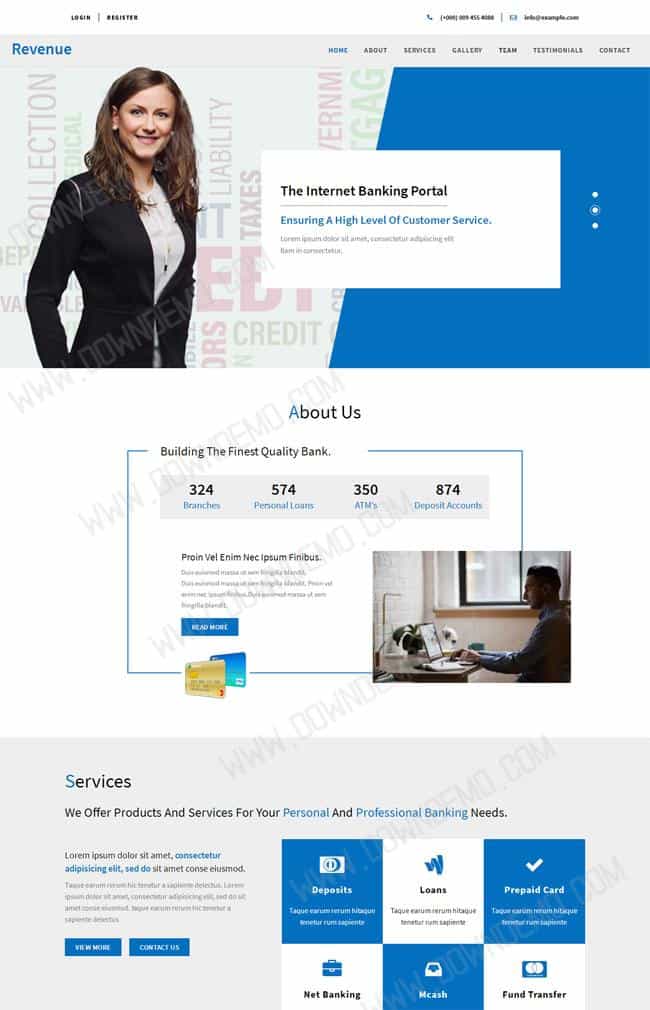 LOGIN REGISTER (+000) 009 455 4088 info@example.com
Revenue HOME ABOUT SERVICES GALLERY TEAM TESTIMONIALS CONTACT
COLLECTION
MEDICAL
LIABILITY
TAXES
CREDIT
The Internet Banking Portal
Ensuring A High Level Of Customer Service.
Lorem ipsum dolor sit amet, consectetur adipiscing elit
llam in consectetur.
About Us
Building The Finest Quality Bank.
324 574 350 874
Branches Personal Loans ATM's Deposit Accounts
Proin Vel Enim Nec Ipsum Finibus.
Duis euismod massa ut sem fringilla blandit.
Duis euismod massa ut sem fringilla blandit. Proin vel
enim nec ipsum finibus.Duis euismod massa ut sem
fringilla blandit.
READ MORE
Services
We Offer Products And Services For Your Personal And Professional Banking Needs.
Lorem ipsum dolor sit amet, consectetur
adipisicing elit, sed do sit amet conse eiusmod.
Taque earum rerum hic tenetur a sapiente delectus. Lorem
ipsum dolor sit amet, consectetur adipisicing elit, sed do sit
amet conse eiusmod. taque earum rerum hic tenetur a
sapiente delectus
VIEW MORE CONTACT US
Deposits Loans Prepaid Card
Taque earum rerum hitaque Taque earum rerum hitaque Taque earum rerum hitaque
tenetur rum sapiente tenetur rum sapiente tenetur rum sapiente
Net Banking Mcash Fund Transfer
WWW.DOWNDEMO.COM
WWW.DOWNDEMO.COM
WWW.DOWNDEMO.COM
WWW.DOWNDEMO.COM
WWW.DOWNDEMO.COM